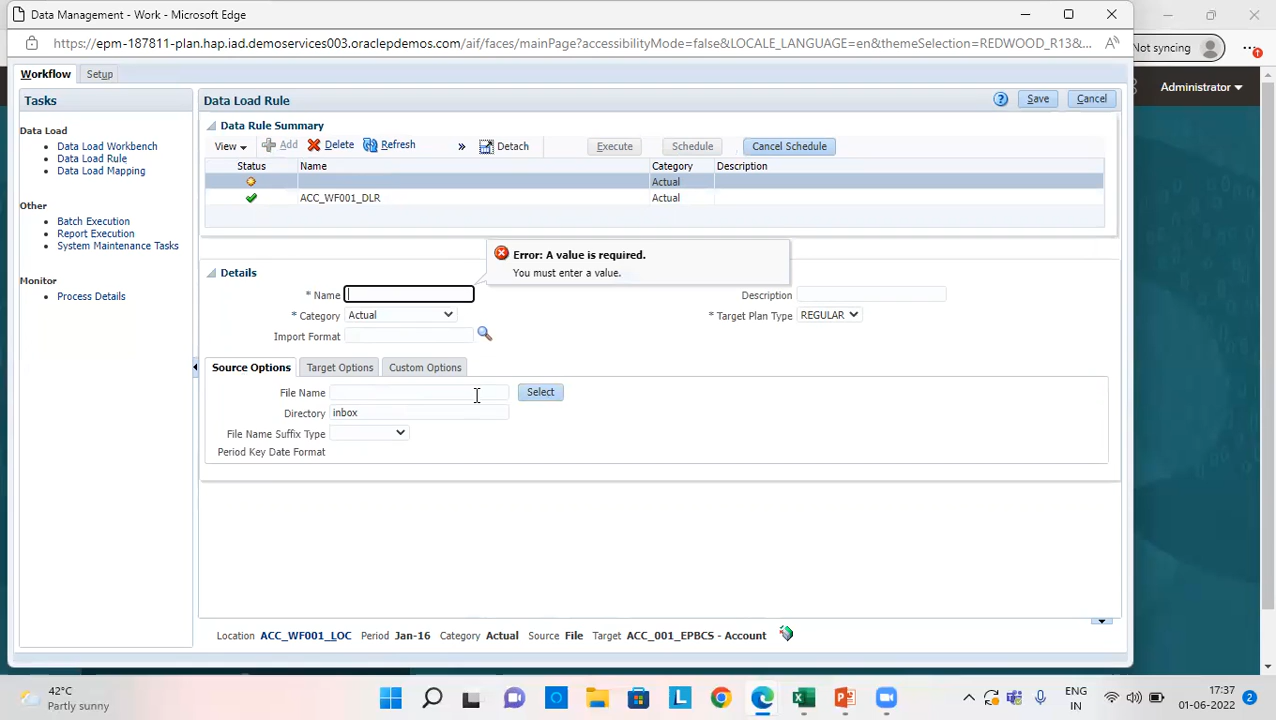 Data Management - Work - Microsoft Edge
https://epm-187811-plan.hap.iad.demoservices003.oraclepdemos.com/aif/faces/mainPage?accessibilityMode=false&LOCALE_LANGUAGE=en&themeSelection=REDWOOD_R13&...
Not syncing
Administrator
Workflow Setup
Tasks
Data Load
Data Load Workbench
Data Load Rule
Data Load Mapping
Other
Batch Execution
Report Execution
System Maintenance Tasks
Monitor
Process Details
Data Load Rule
Save Cancel
Data Rule Summary
View Add Delete Refresh » Detach Execute Schedule Cancel Schedule
Status Name Category Description
Actual
ACC_WF001_DLR Actual
Error: A value is required.
You must enter a value.
Details
* Name Description
* Category Actual * Target Plan Type REGULAR
Import Format
Source Options Target Options Custom Options
File Name Select
Directory inbox
File Name Suffix Type
Period Key Date Format
Location ACC_WF001_LOC Period Jan-16 Category Actual Source File Target ACC_001_EPBCS - Account
42°C
Partly sunny
ENG
IN
17:37
01-06-2022
2